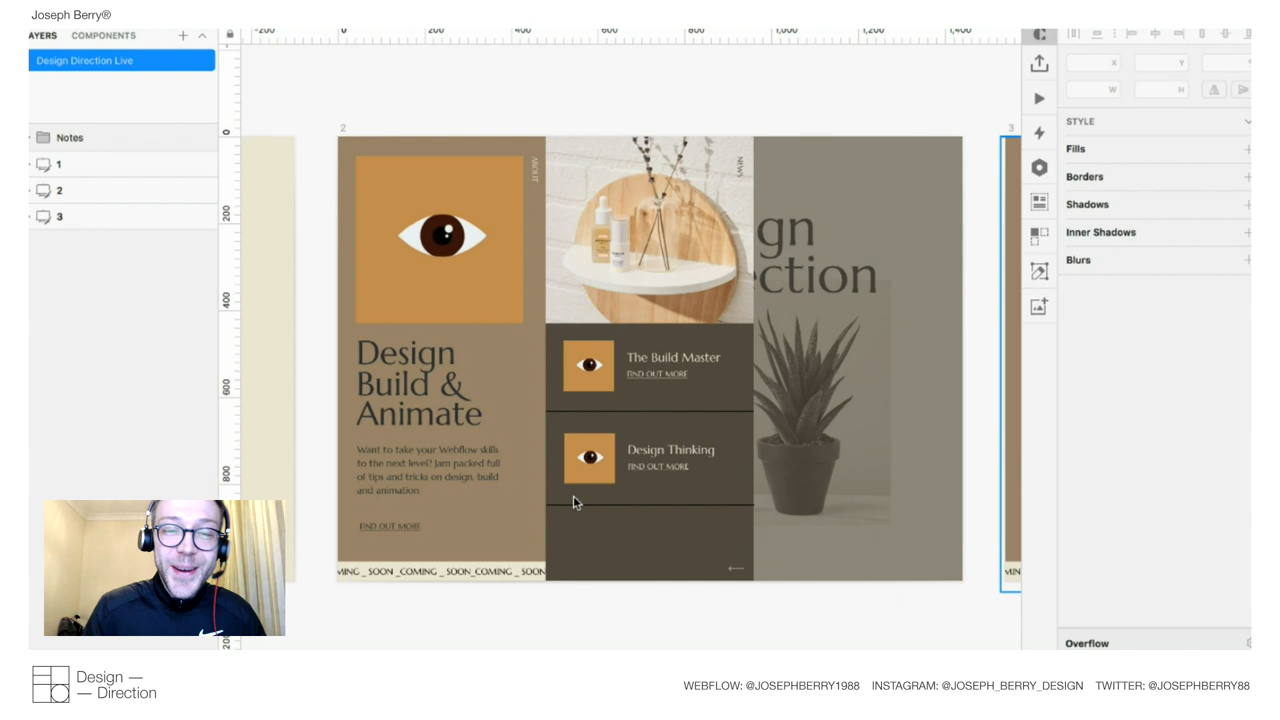 Joseph Berry®
AYERS COMPONENTS
Design Direction Live
Notes
1
2
3
-200 0 200 400 600 800 1,000 1,200 1,400
0
200
400
600
800
2
3
ABOUT
NEWS
Design
Build &
Animate
Want to take your Webflow skills
to the next level? Jam packed full
of tips and tricks on design, build
and animation
FIND OUT MORE
MING _ SOON _COMING _ SOON_COMING _ SOON
The Build Master
FIND OUT MORE
Design Thinking
FIND OUT MORE
gn
ction
MIN
X Y
W H
STYLE
Fills
Borders
Shadows
Inner Shadows
Blurs
Overflow
Design —
— Direction
WEBFLOW: @JOSEPHBERRY1988 INSTAGRAM: @JOSEPH_BERRY_DESIGN TWITTER: @JOSEPHBERRY88